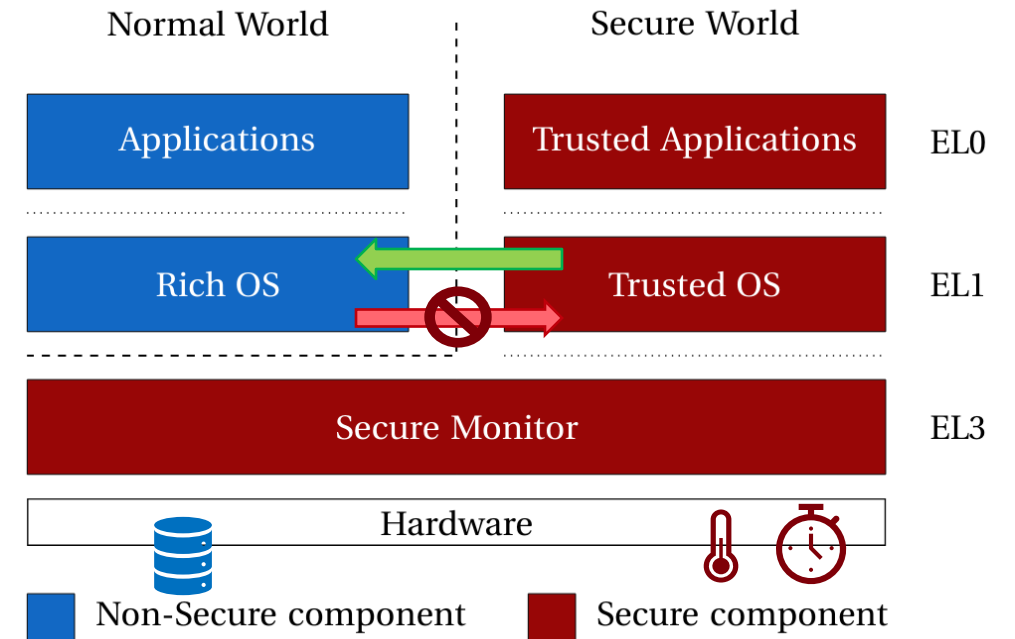 Normal World
Secure World
Applications
Trusted Applications
EL0
Rich OS
Trusted OS
EL1
Secure Monitor
EL3
Hardware
Non-Secure component
Secure component